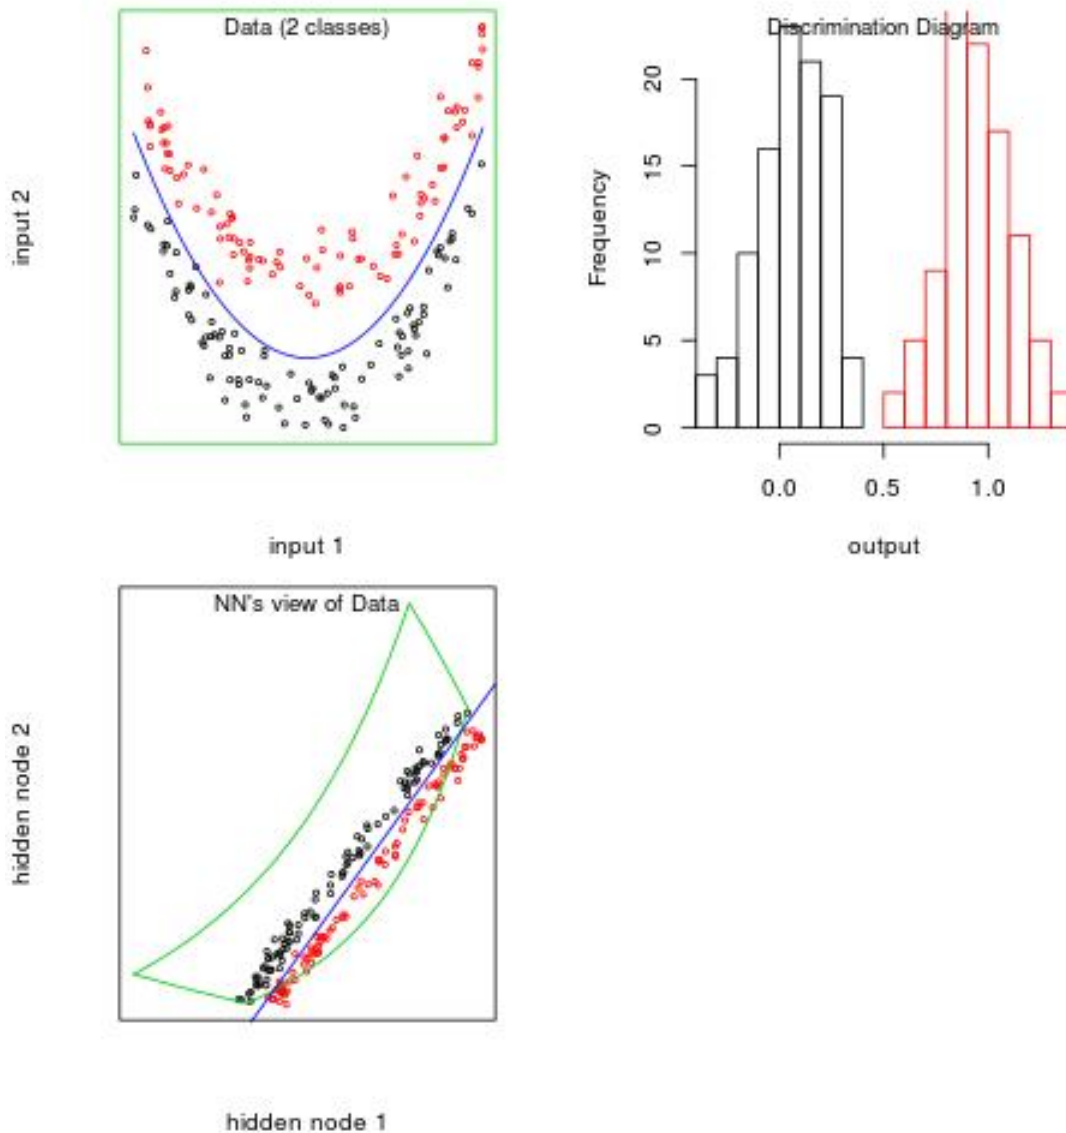 Data (2 classes)
input 2
input 1
Discrimination Diagram
Frequency
20
15
10
5
0
0.0 0.5 1.0
output
NN's view of Data
hidden node 2
hidden node 1